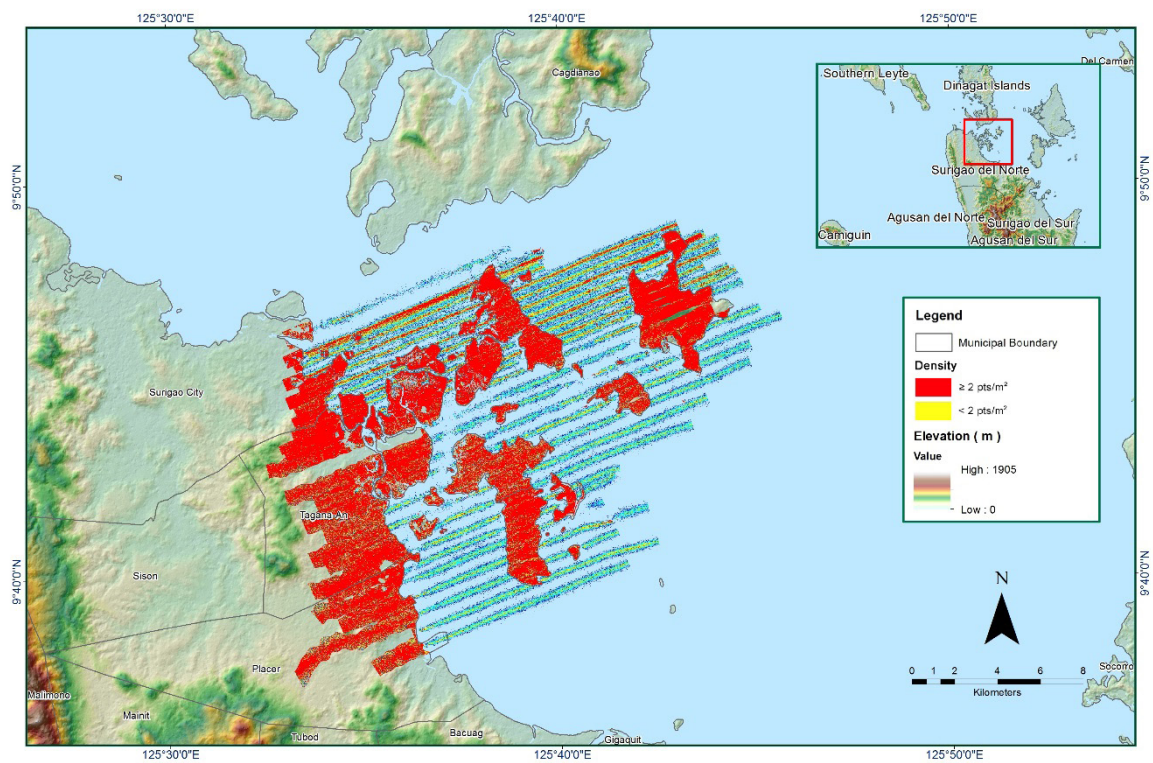 125°30'0"E
125°40'0"E
125°50'0"E
Cagdianao
Del Carmen
Southern Leyte
Dinagat Islands
Surigao del Norte
Agusan del Norte
Surigao del Sur
Camiguin
Agusan del Sur
9°50'0"N
9°50'0"N
Legend
Municipal Boundary
Density
≥ 2 pts/m²
< 2 pts/m²
Elevation ( m )
Value
High : 1905
Low : 0
Surigao City
Tagana-An
Sison
9°40'0"N
9°40'0"N
N
0 1 2 4 6 8
Kilometers
Placer
Socorro
Malimono
Mainit
Tubod
Bacuag
Gigaquit
125°30'0"E
125°40'0"E
125°50'0"E